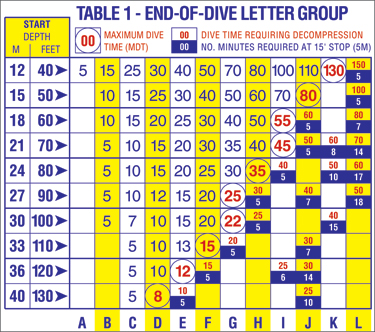 TABLE 1 - END-OF-DIVE LETTER GROUP
START
DEPTH
M FEET
00 MAXIMUM DIVE TIME (MDT)
00 DIVE TIME REQUIRING DECOMPRESSION
00 NO. MINUTES REQUIRED AT 15' STOP (5M)
12 40 5 15 25 30 40 50 70 80 100 110 130 150
5
15 50 10 15 25 30 40 50 60 70 80 100
5
18 60 10 15 20 25 30 40 50 55 60 80
5 7
21 70 5 10 15 20 30 35 40 45 50 60 70
5 8 14
24 80 5 10 15 20 25 30 35 40 50 60
5 10 17
27 90 5 10 12 15 20 25 30 40 50
5 7 18
30 100 5 7 10 15 20 22 25 40
5 15
33 110 5 10 13 15 20 30
5 7
36 120 5 10 12 15 25 30
5 6 14
40 130 5 8 10 25
5 10
A B C D E F G H I J K L